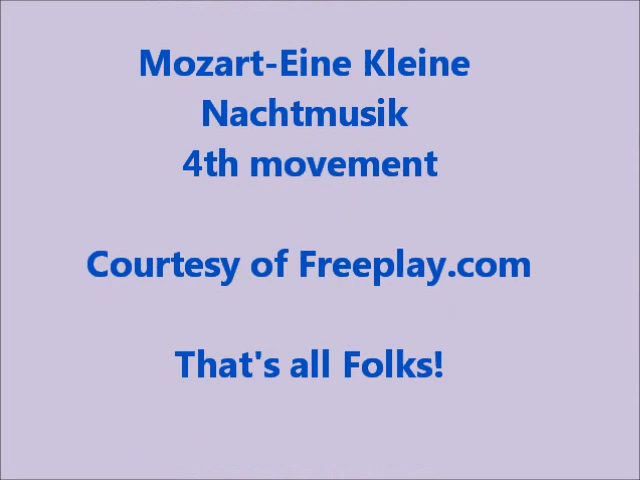 Mozart-Eine Kleine
Nachtmusik
4th movement
Courtesy of Freeplay.com
That's all Folks!